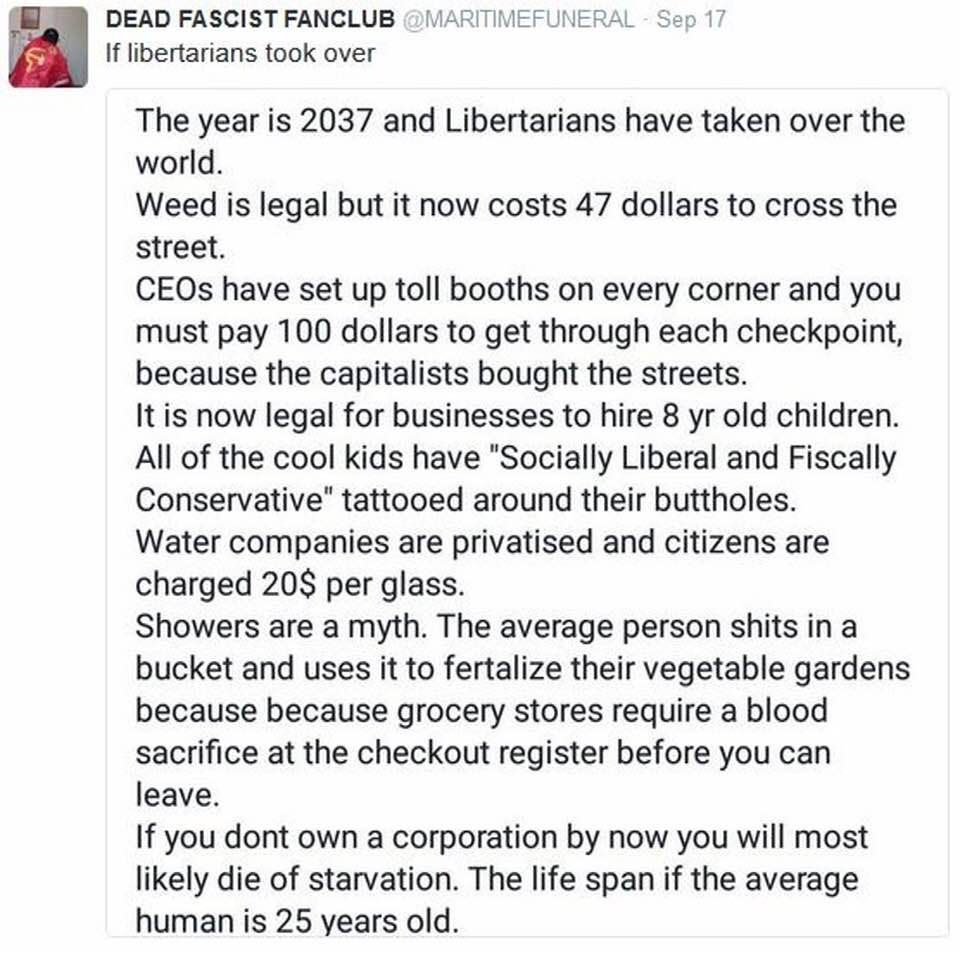 DEAD FASCIST FANCLUB @MARITIMEFUNERAL · Sep 17
If libertarians took over
The year is 2037 and Libertarians have taken over the
world.
Weed is legal but it now costs 47 dollars to cross the
street.
CEOs have set up toll booths on every corner and you
must pay 100 dollars to get through each checkpoint,
because the capitalists bought the streets.
It is now legal for businesses to hire 8 yr old children.
All of the cool kids have "Socially Liberal and Fiscally
Conservative" tattooed around their buttholes.
Water companies are privatised and citizens are
charged 20$ per glass.
Showers are a myth. The average person shits in a
bucket and uses it to fertalize their vegetable gardens
because because grocery stores require a blood
sacrifice at the checkout register before you can
leave.
If you dont own a corporation by now you will most
likely die of starvation. The life span if the average
human is 25 years old.